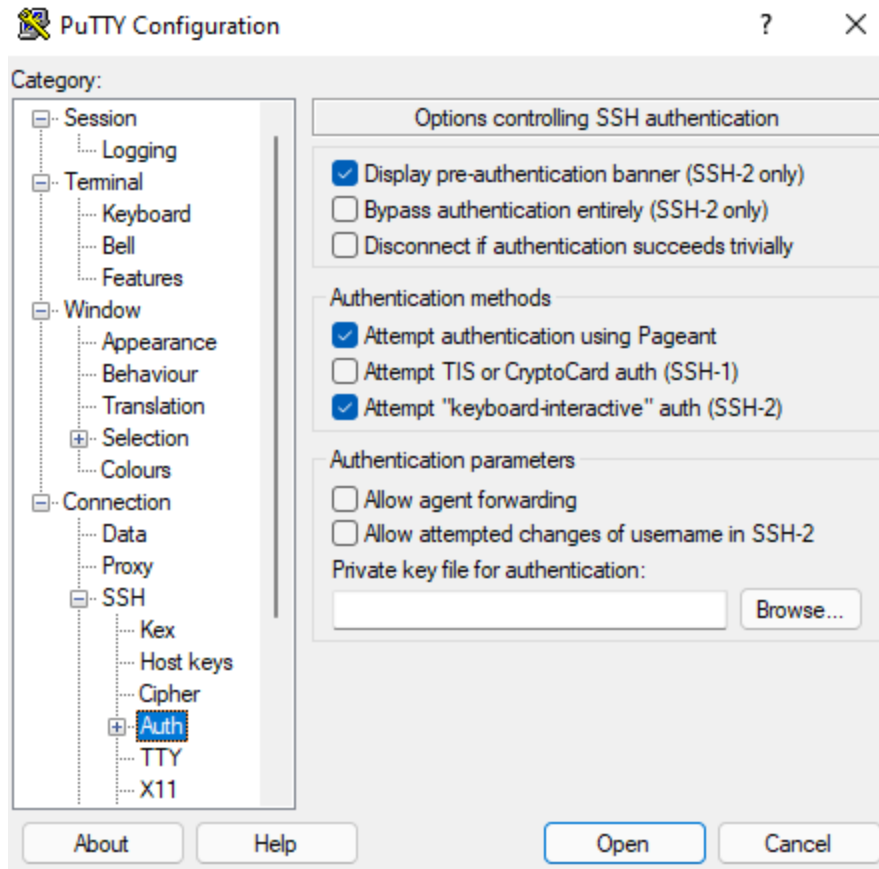 PuTTY Configuration
?
Category:
Session
Logging
Terminal
Keyboard
Bell
Features
Window
Appearance
Behaviour
Translation
Selection
Colours
Connection
Data
Proxy
SSH
Kex
Host keys
Cipher
Auth
TTY
X11
Options controlling SSH authentication
Display pre-authentication banner (SSH-2 only)
Bypass authentication entirely (SSH-2 only)
Disconnect if authentication succeeds trivially
Authentication methods
Attempt authentication using Pageant
Attempt TIS or CryptoCard auth (SSH-1)
Attempt "keyboard-interactive" auth (SSH-2)
Authentication parameters
Allow agent forwarding
Allow attempted changes of username in SSH-2
Private key file for authentication:
Browse...
About
Help
Open
Cancel